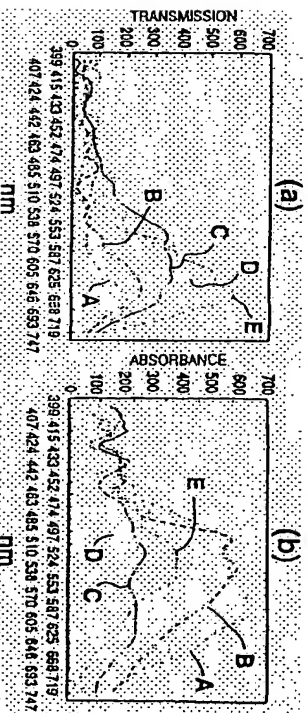 (a)
TRANSMISSION
700
600
500
400
300
200
100
0
B
C
D
E
A
399 415 433 452 474 497 524 553 587 625 668 719
407 424 442 463 485 510 538 570 605 646 693 747
nm
(b)
ABSORBANCE
700
600
500
400
300
200
100
0
E
D
C
B
A
399 415 433 452 474 497 524 553 587 625 668 719
407 424 442 463 485 510 538 570 605 646 693 747
nm